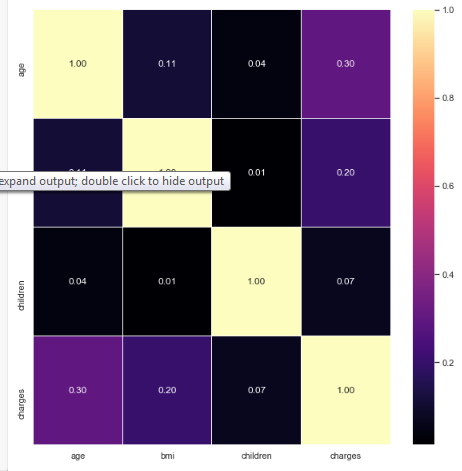 1.0
age
1.00
0.11
0.04
0.30
0.8
expand output; double click to hide output
0.01
0.20
0.6
children
0.04
0.01
1.00
0.07
0.4
charges
0.30
0.20
0.07
1.00
0.2
age
bmi
children
charges